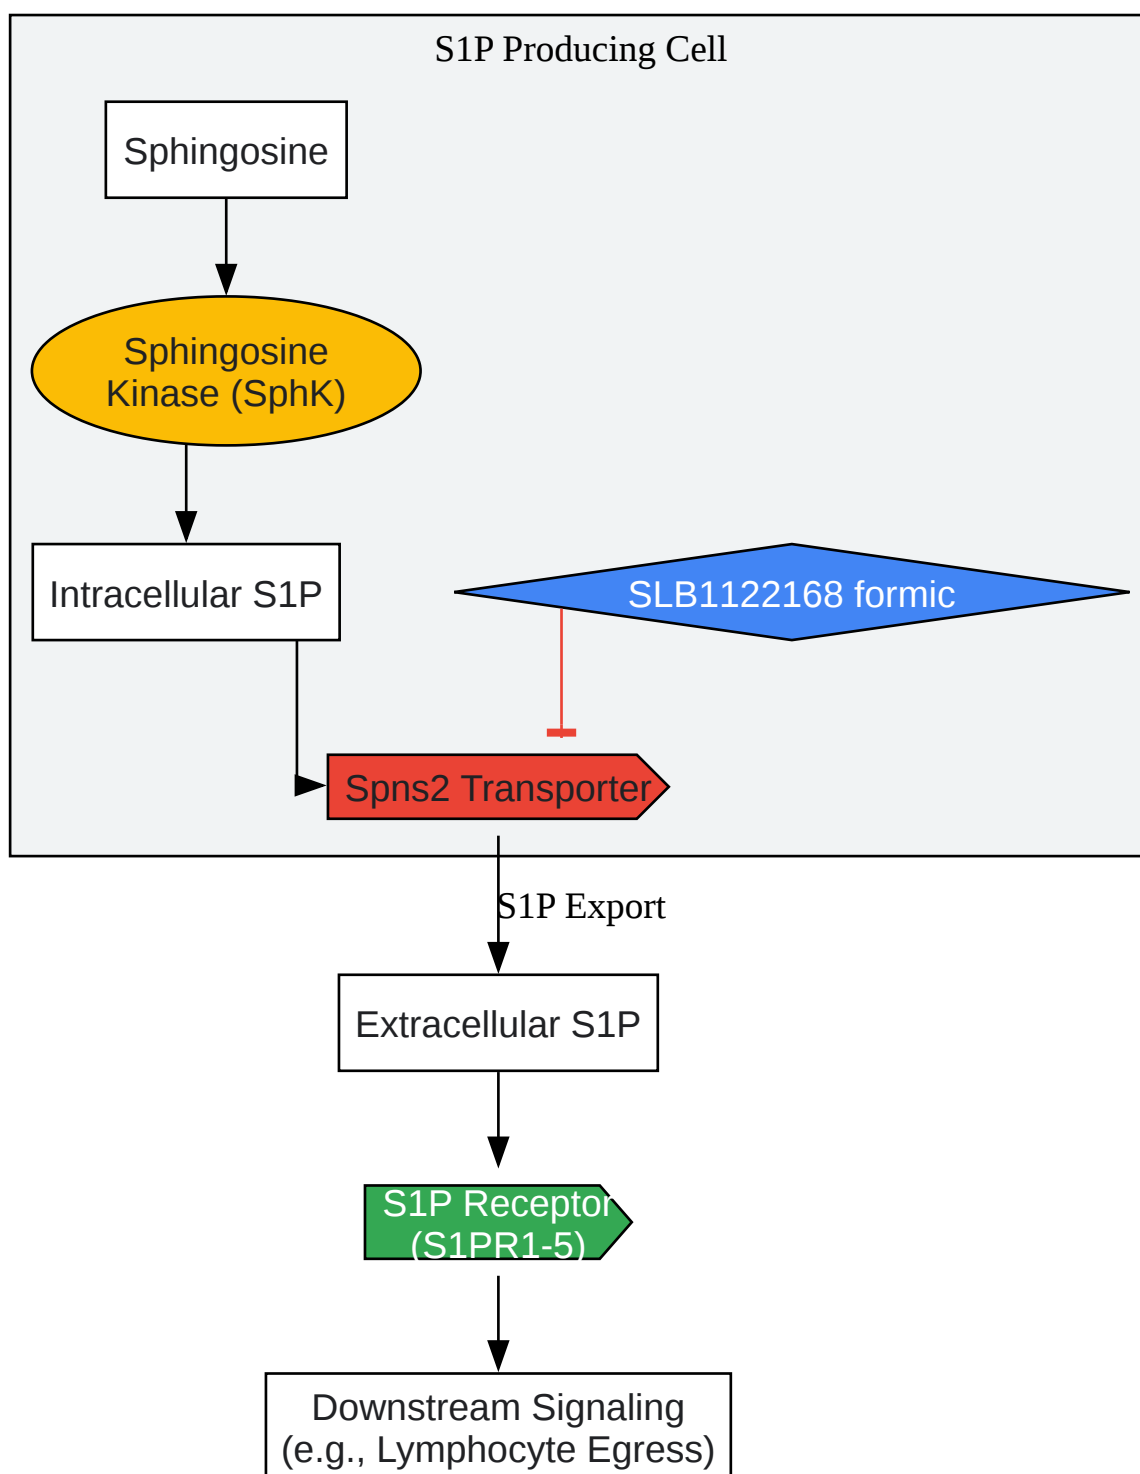 S1P Producing Cell
Sphingosine
Sphingosine
Kinase (SphK)
Intracellular S1P
SLB1122168 formic
Spns2 Transporter
S1P Export
Extracellular S1P
S1P Receptor
(S1PR1-5)
Downstream Signaling
(e.g., Lymphocyte Egress)